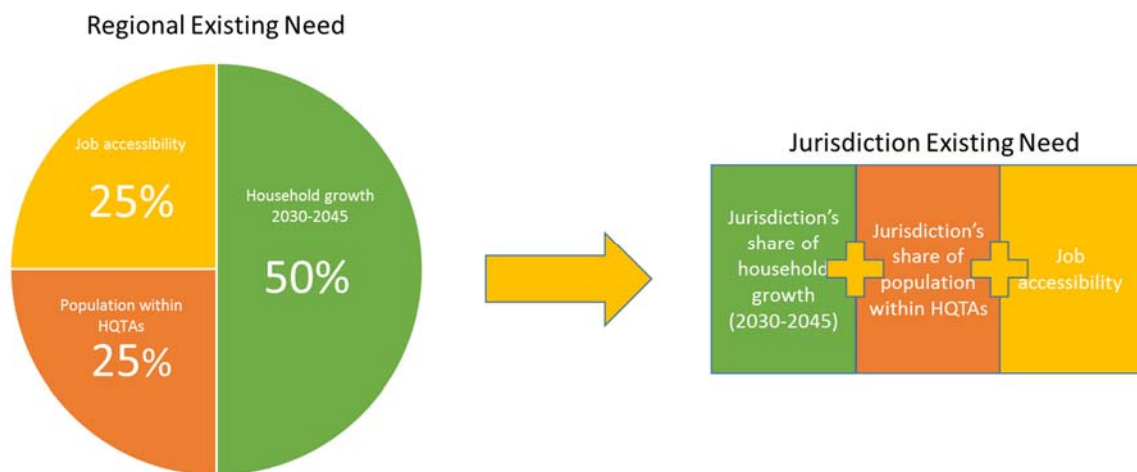 Regional Existing Need
Job accessibility
25%
Population within
HQTAs
25%
Household growth
2030-2045
50%
Jurisdiction Existing Need
Jurisdiction's
share of
household
growth
(2030-2045)
Jurisdiction's
share of
population
within HQTAs
Job
accessibility